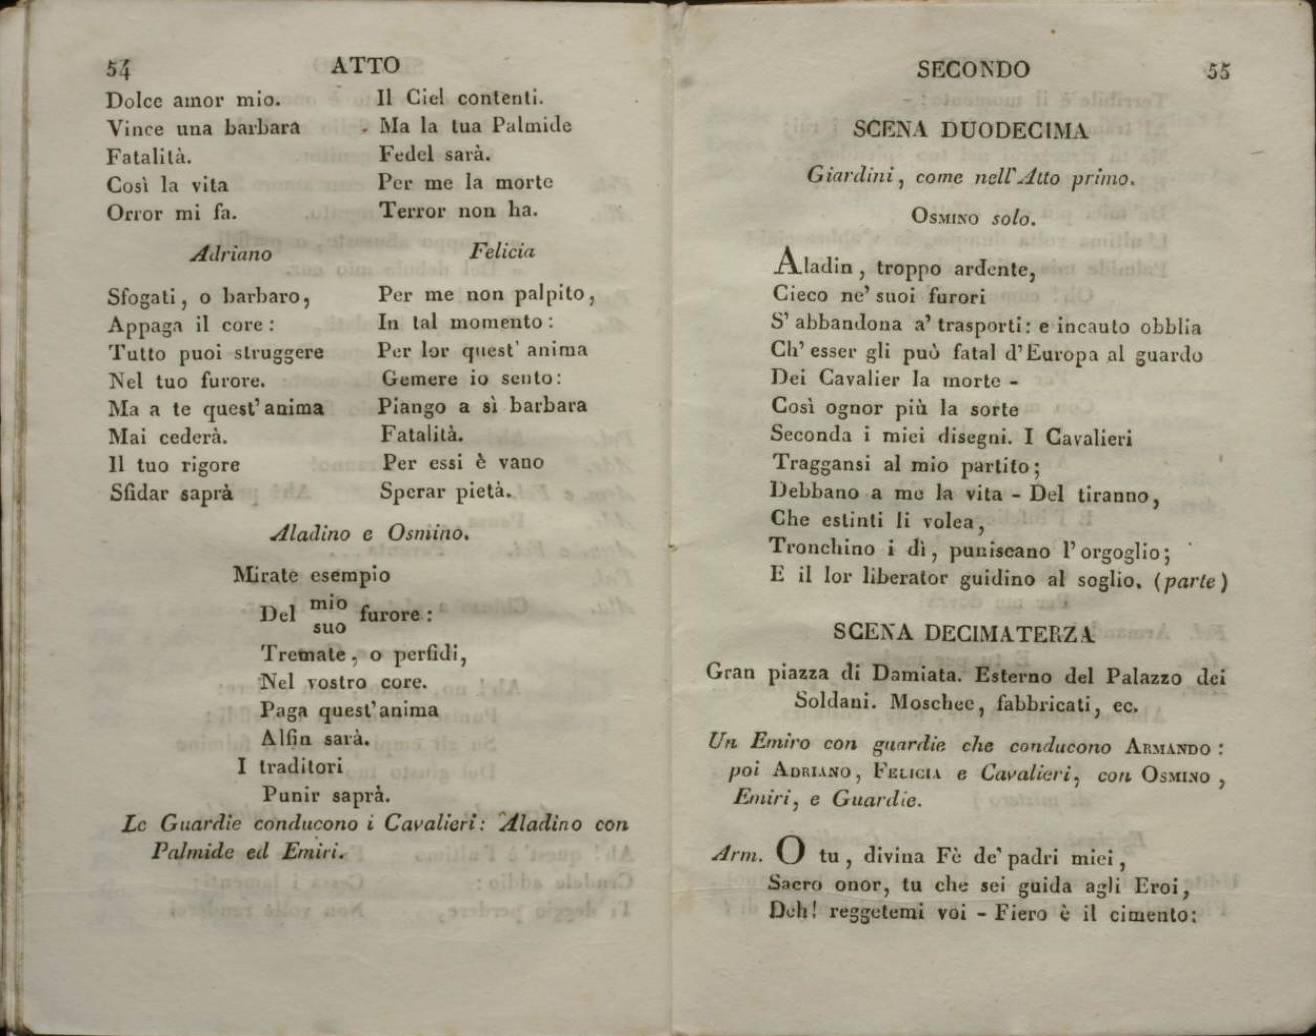 54 ATTO
Dolce amor mio.
Vince una barbara
Fatalità.
Così la vita
Orror mi fa.
Il Ciel contenti.
Ma la tua Palmide
Fedel sarà.
Per me la morte
Terror non ha.
Adriano
Sfogati, o barbaro,
Appaga il core:
Tutto puoi struggere
Nel tuo furore.
Ma a te quest'anima
Mai cederà.
Il tuo rigore
Sfidar saprà
Felicia
Per me non palpito,
In tal momento:
Per lor quest' anima
Gemere io sento:
Piango a sì barbara
Fatalità.
Per essi è vano
Sperar pietà.
Aladino e Osmino.
Mirate esempio
Del mio furore:
suo
Tremate, o perfidi,
Nel vostro core.
Paga quest'anima
Alfin sarà.
I traditori
Punir saprà.
Le Guardie conducono i Cavalieri: Aladino con
Palmide ed Emiri.
SECONDO 55
SCENA DUODECIMA
Giardini, come nell'Atto primo.
OSMINO solo.
Aladin, troppo ardente,
Cieco ne' suoi furori
S' abbandona a' trasporti: e incauto obblia
Ch' esser gli può fatal d'Europa al guardo
Dei Cavalier la morte -
Così ognor più la sorte
Seconda i miei disegni. I Cavalieri
Traggansi al mio partito;
Debbano a me la vita - Del tiranno,
Che estinti li volea,
Tronchino i dì, puniscano l'orgoglio;
E il lor liberator guidino al soglio. (parte)
SCENA DECIMATERZA
Gran piazza di Damiata. Esterno del Palazzo dei
Soldani. Moschee, fabbricati, ec.
Un Emiro con guardie che conducono ARMANDO:
poi ADRIANO, FELICIA e Cavalieri, con OSMINO,
Emiri, e Guardie.
Arm. O tu, divina Fè de' padri miei,
Sacro onor, tu che sei guida agli Eroi,
Deh! reggetemi voi - Fiero è il cimento: